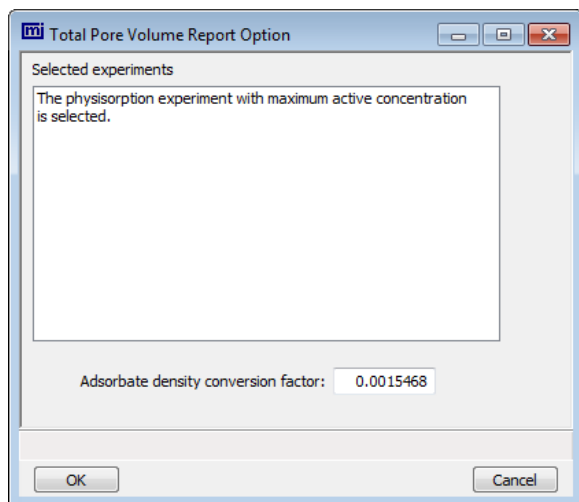 mi Total Pore Volume Report Option
Selected experiments
The physisorption experiment with maximum active concentration
is selected.
Adsorbate density conversion factor: 0.0015468
OK Cancel